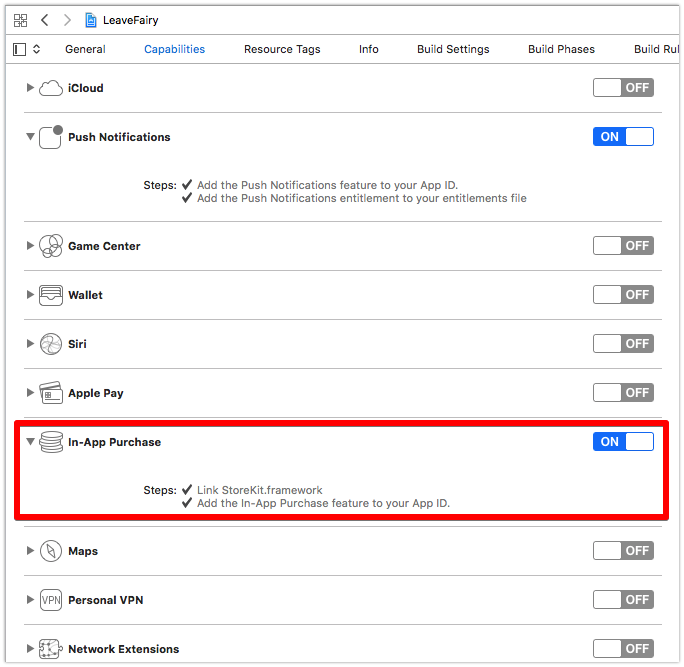 LeaveFairy
General Capabilities Resource Tags Info Build Settings Build Phases Build Rul
iCloud OFF
Push Notifications ON
Steps: ✔ Add the Push Notifications feature to your App ID.
✔ Add the Push Notifications entitlement to your entitlements file
Game Center OFF
Wallet OFF
Siri OFF
Apple Pay OFF
In-App Purchase ON
Steps: ✔ Link StoreKit.framework
✔ Add the In-App Purchase feature to your App ID.
Maps OFF
VPN Personal VPN OFF
Network Extensions OFF